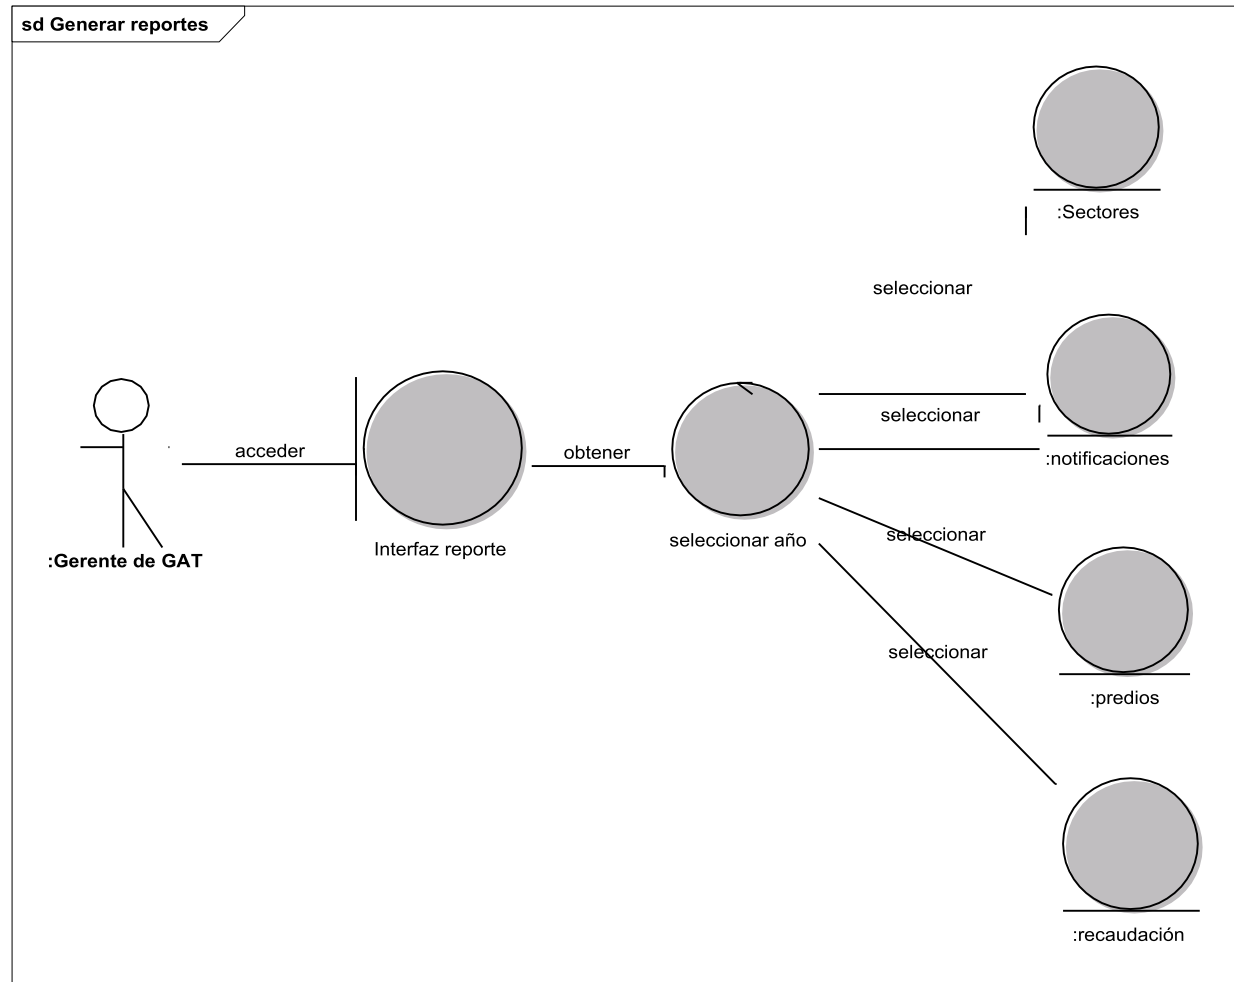 sd Generar reportes
:Sectores
seleccionar
seleccionar
:notificaciones
acceder
obtener
seleccionar
seleccionar año
Interfaz reporte
:Gerente de GAT
seleccionar
:predios
:recaudación